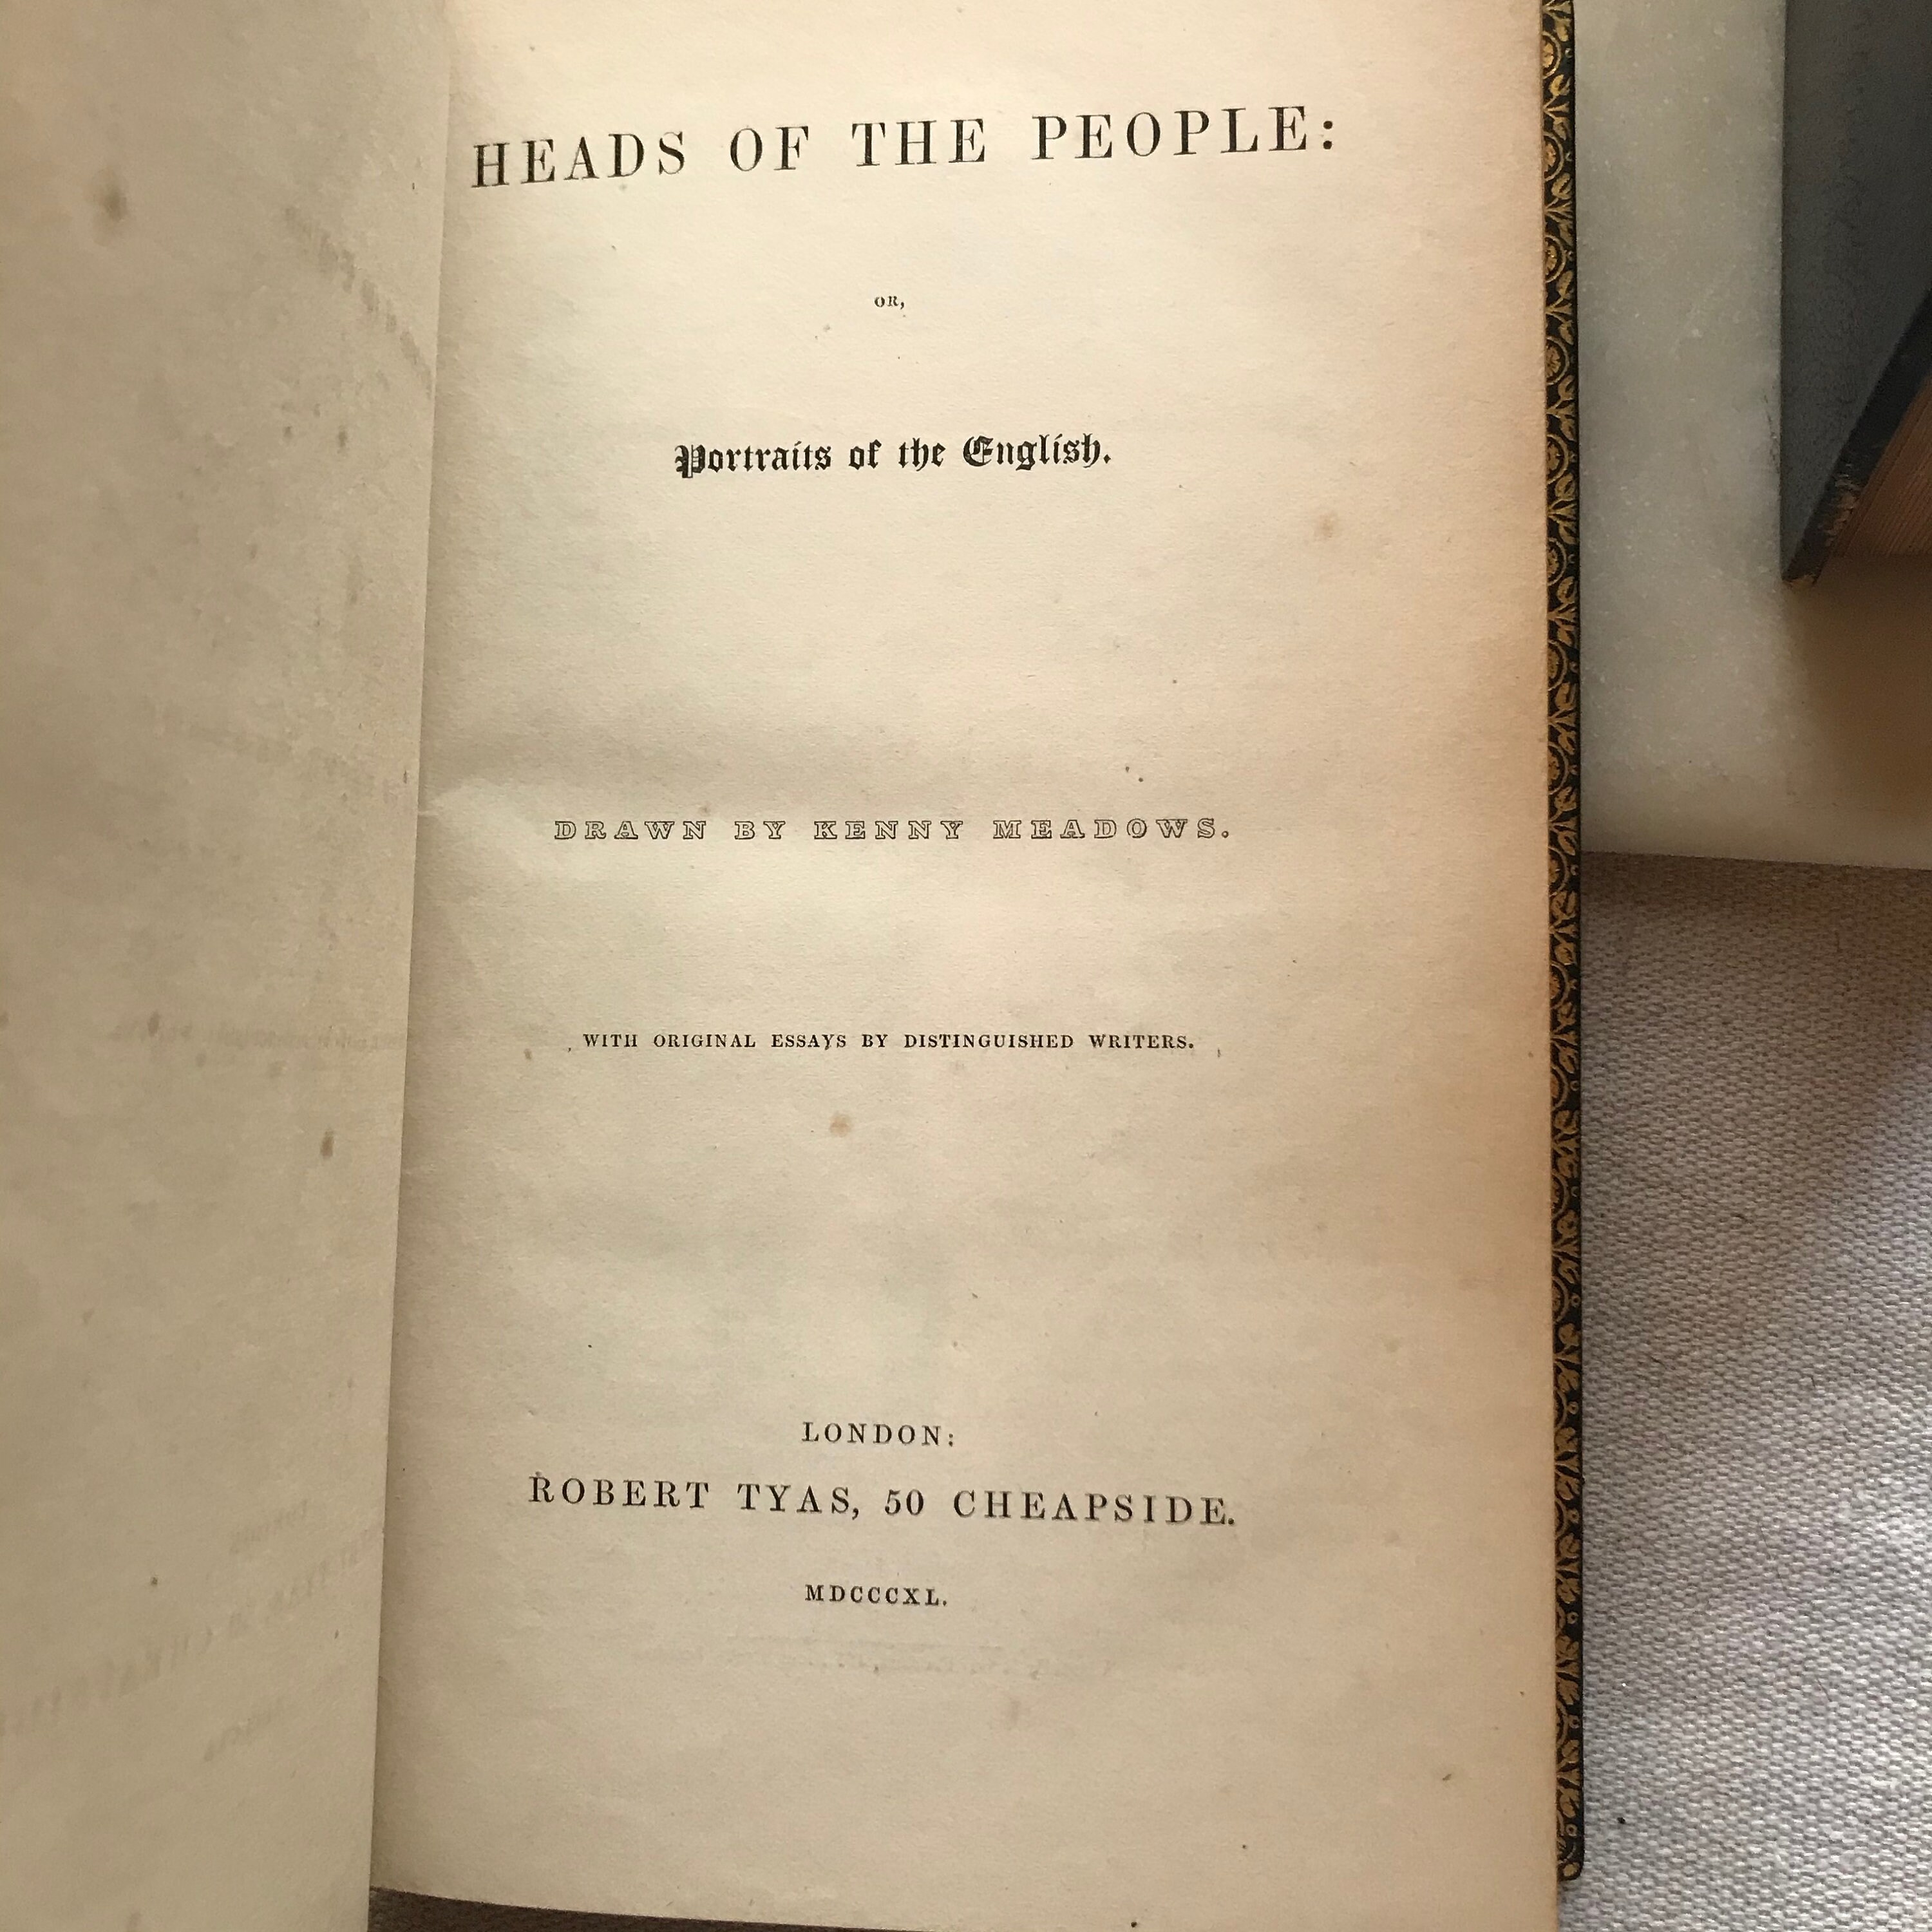 HEADS OF THE PEOPLE:
OR,
Portraits of the English.
DRAWN BY KENNY MEADOWS.
WITH ORIGINAL ESSAYS BY DISTINGUISHED WRITERS.
LONDON:
ROBERT TYAS, 50 CHEAPSIDE.
MDCCCXL.